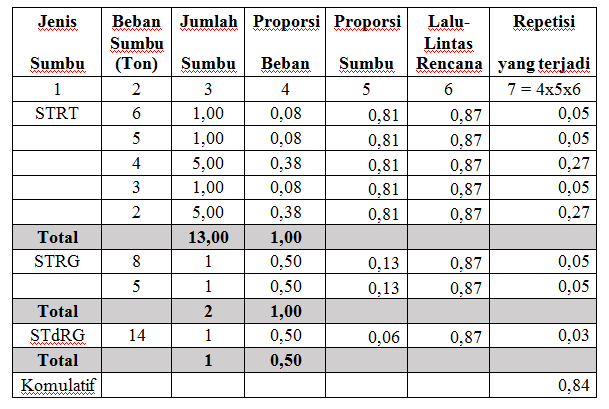 Jenis Beban Jumlah Proporsi Proporsi Lalu- Repetisi
Sumbu Lintas
Sumbu (Ton) Sumbu Beban Sumbu Rencana yang terjadi
1 2 3 4 5 6 7 = 4x5x6
STRT 6 1,00 0,08 0,81 0,87 0,05
5 1,00 0,08 0,81 0,87 0,05
4 5,00 0,38 0,81 0,87 0,27
3 1,00 0,08 0,81 0,87 0,05
2 5,00 0,38 0,81 0,87 0,27
Total 13,00 1,00
STRG 8 1 0,50 0,13 0,87 0,05
5 1 0,50 0,13 0,87 0,05
Total 2 1,00
STdRG 14 1 0,50 0,06 0,87 0,03
Total 1 0,50
Komulatif 0,84